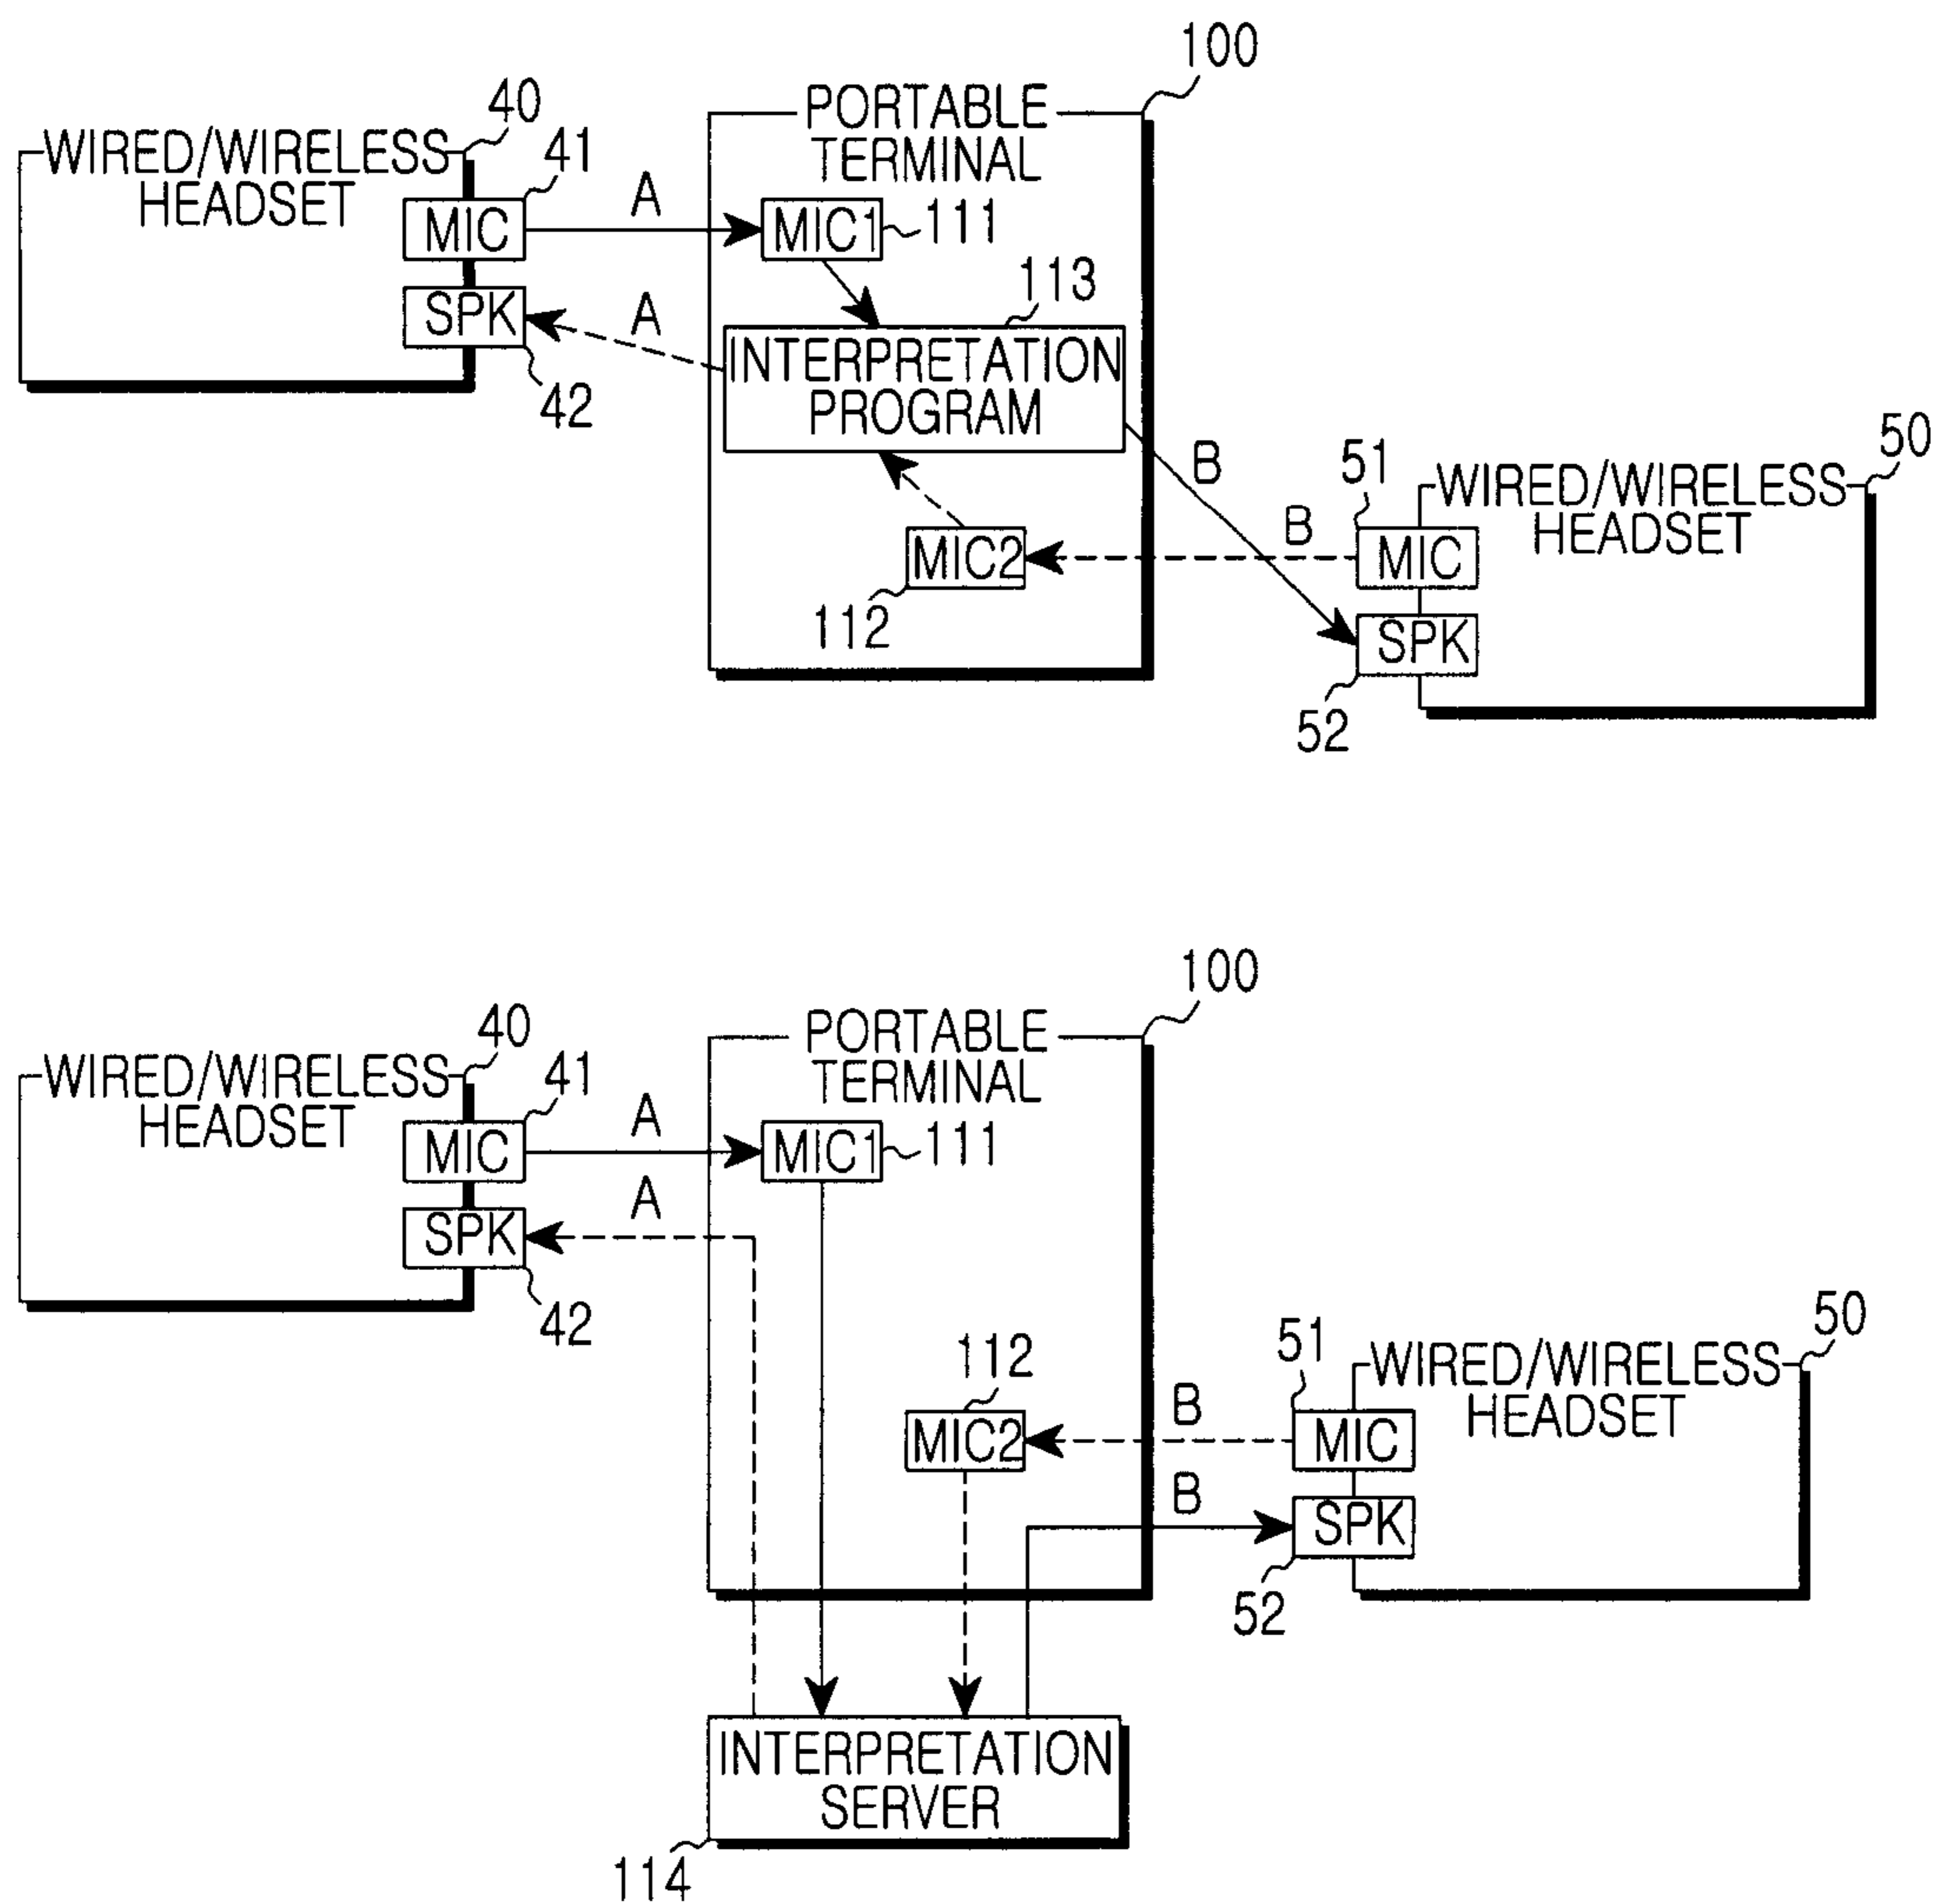 100
PORTABLE
TERMINAL
40
WIRED/WIRELESS
HEADSET
41
MIC
A
MIC1
111
SPK
A
42
113
INTERPRETATION
PROGRAM
B
51
50
WIRED/WIRELESS
HEADSET
MIC2
B
MIC
112
SPK
52
100
PORTABLE
TERMINAL
40
WIRED/WIRELESS
HEADSET
41
MIC
A
MIC1
111
SPK
A
42
112
51
50
WIRED/WIRELESS
HEADSET
MIC2
B
MIC
B
SPK
52
INTERPRETATION
SERVER
114